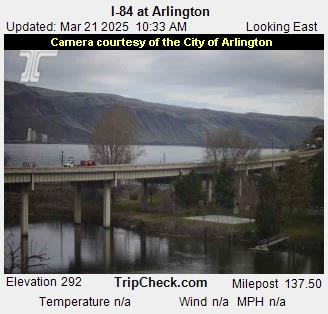 I-84 at Arlington
Updated: Mar 21 2025 10:33 AM Looking East
Camera courtesy of the City of Arlington
Elevation 292 TripCheck.com Milepost 137.50
Temperature n/a Wind n/a MPH n/a